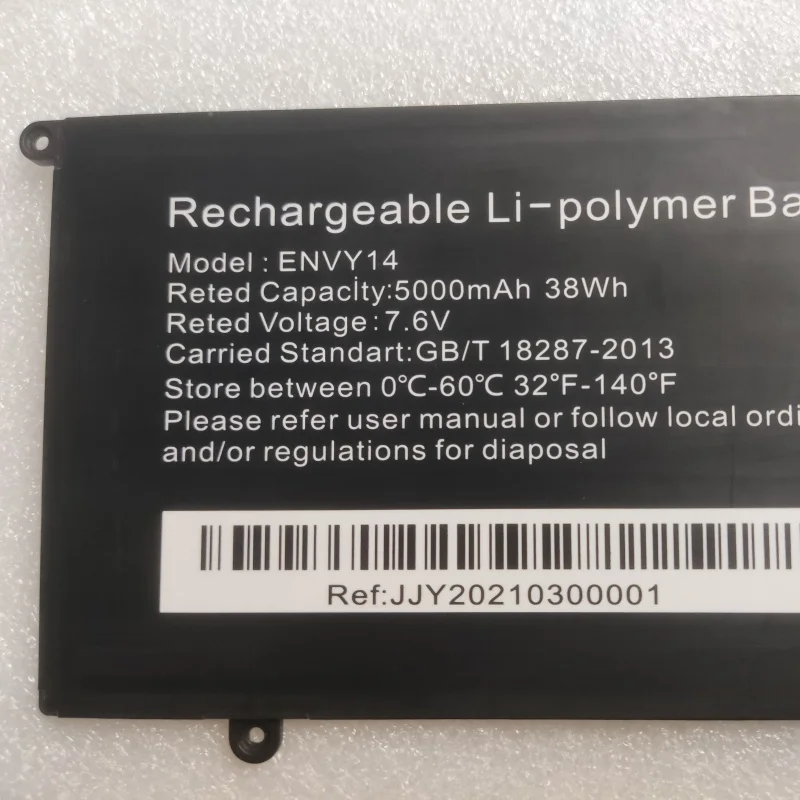 Rechargeable Li-polymer Ba
Model : ENVY14
Reted Capacity:5000mAh 38Wh
Reted Voltage:7.6V
Carried Standart:GB/T 18287-2013
Store between 0℃-60℃ 32°F-140°F
Please refer user manual or follow local ordi
and/or regulations for diaposal
Ref:JJY20210300001